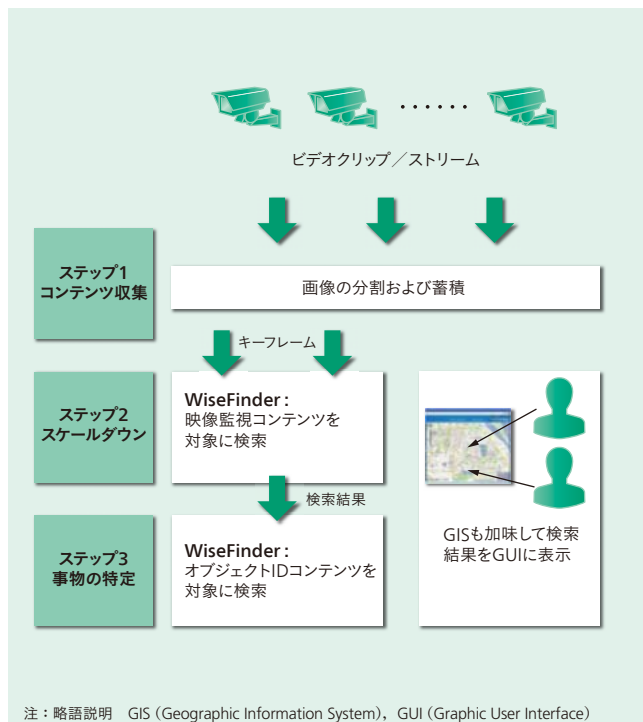 ‥‥‥
ビデオクリップ／ストリーム
ステップ1
コンテンツ収集
画像の分割および蓄積
キーフレーム
ステップ2
スケールダウン
WiseFinder：
映像監視コンテンツを
対象に検索
検索結果
ステップ3
事物の特定
WiseFinder：
オブジェクトIDコンテンツを
対象に検索
GISも加味して検索
結果をGUIに表示
注：略語説明　GIS（Geographic Information System），GUI（Graphic User Interface）